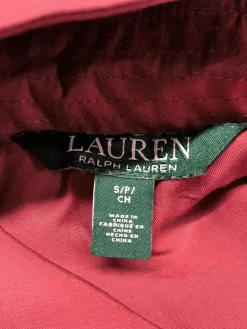 LAUREN
RALPH LAUREN
S/P/
CH
MADE IN
CHINA
FABRIQUÉ EN
CHINE
HECHO EN
CHINA